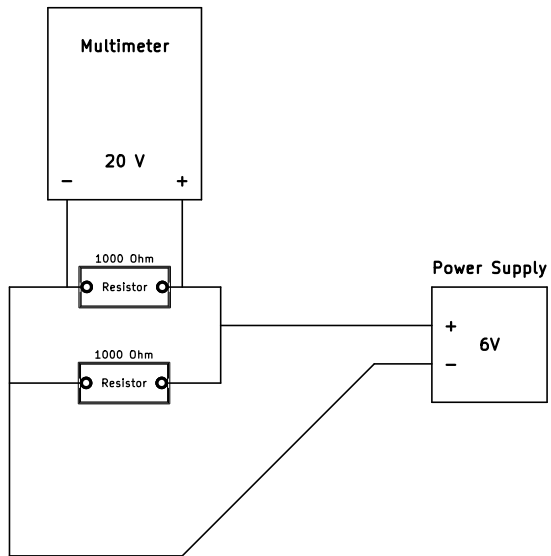 Multimeter
20 V
− +
1000 Ohm
Resistor
1000 Ohm
Resistor
Power Supply
+
6V
−